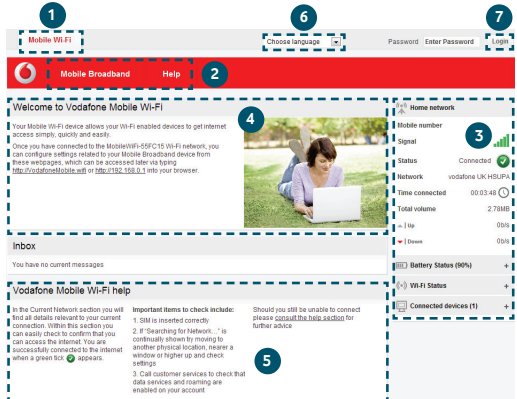 1
6
7
Mobile Wi-Fi
Choose language
Password Enter Password Login
Mobile Broadband Help
2
Welcome to Vodafone Mobile Wi-Fi
4
Your Mobile Wi-Fi device allows your Wi-Fi enabled devices to get internet
access simply, quickly and easily.
Once you have connected to the MobileWiFi-55FC15 Wi-Fi network, you
can configure settings related to your Mobile Broadband device from
these webpages, which can be accessed later via typing
http://VodafoneMobile.wifi or http://192.168.0.1 into your browser.
Inbox
You have no current messages
Vodafone Mobile Wi-Fi help
In the Current Network section you will
find all details relevant to your current
connection. Within this section you
can easily check to confirm that you
can access the internet. You are
successfully connected to the internet
when a green tick appears.
Important items to check include:
1. SIM is inserted correctly
2. If "Searching for Network..." is
continually shown by moving to
another physical location, nearer a
window or higher up and check
settings
3. Call customer services to check that
data services and roaming are
enabled on your account
Should you still be unable to connect
please consult the help section for
further advice
5
Home network
3
Mobile number
Signal
Status Connected
Network vodafone UK HSUPA
Time connected 00:03:48
Total volume 2.78MB
| Up 0b/s
| Down 0b/s
Battery Status (90%) +
Wi-Fi Status +
Connected devices (1) +